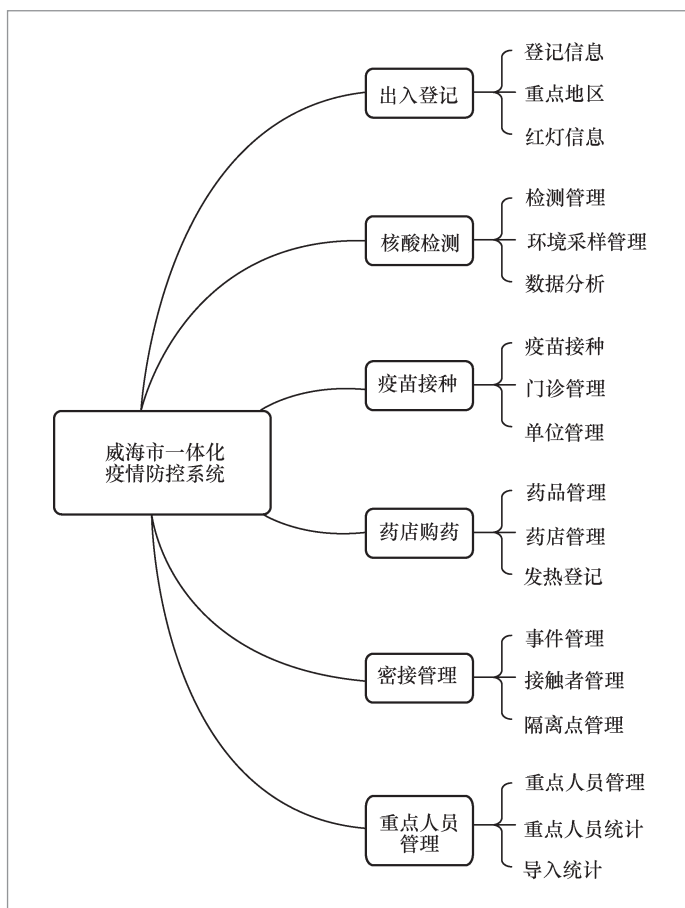 威海市一体化
疫情防控系统
出入登记
登记信息
重点地区
红灯信息
核酸检测
检测管理
环境采样管理
数据分析
疫苗接种
疫苗接种
门诊管理
单位管理
药店购药
药品管理
药店管理
发热登记
密接管理
事件管理
接触者管理
隔离点管理
重点人员
管理
重点人员管理
重点人员统计
导入统计